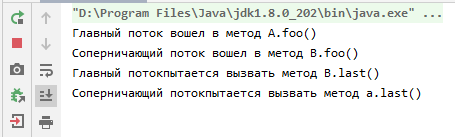 "D:\Program Files\Java\jdk1.8.0_202\bin\java.exe" ...
Главный поток вошел в метод A.foo()
Соперничающий поток вошел в метод B.foo()
Главный потокпытается вызвать метод B.last()
Соперничающий потокпытается вызвать метод a.last()